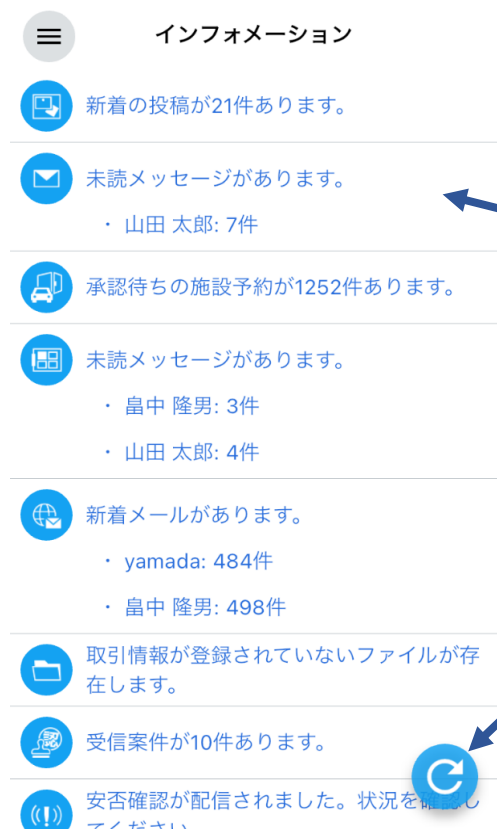 インフォメーション
新着の投稿が21件あります。
未読メッセージがあります。
・ 山田 太郎: 7件
承認待ちの施設予約が1252件あります。
未読メッセージがあります。
・ 畠中 隆男: 3件
・ 山田 太郎: 4件
新着メールがあります。
・ yamada: 484件
・ 畠中 隆男: 498件
取引情報が登録されていないファイルが存
在します。
認
受信案件が10件あります。
安否確認が配信されました。状況を確認し
てください